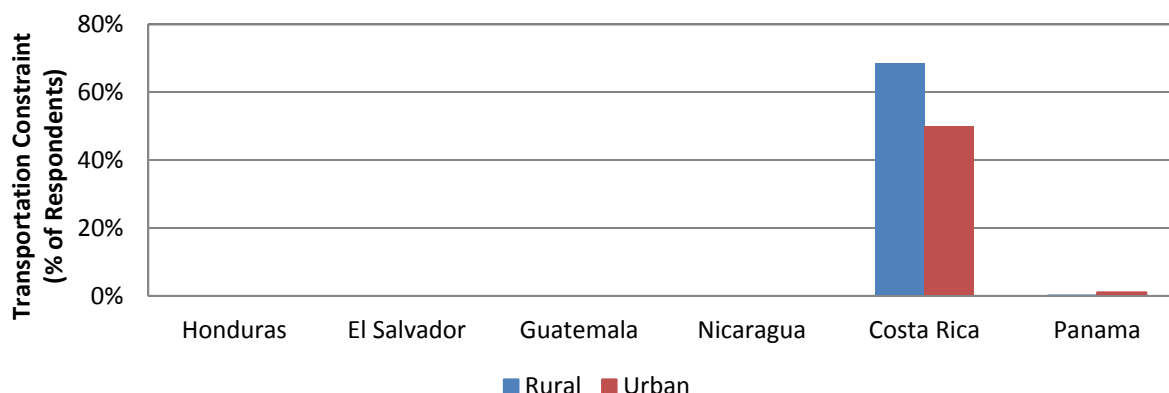 Transportation Constraint
(% of Respondents)
80%
60%
40%
20%
0%
Honduras El Salvador Guatemala Nicaragua Costa Rica Panama
Rural Urban